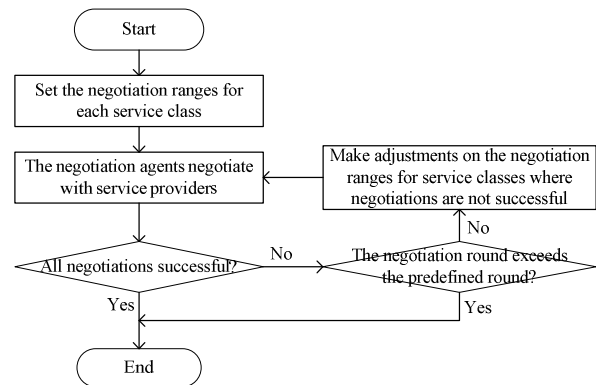 Start
Set the negotiation ranges for
each service class
The negotiation agents negotiate
with service providers
Make adjustments on the negotiation
ranges for service classes where
negotiations are not successful
All negotiations successful?
No
The negotiation round exceeds
the predefined round?
No
Yes
Yes
End